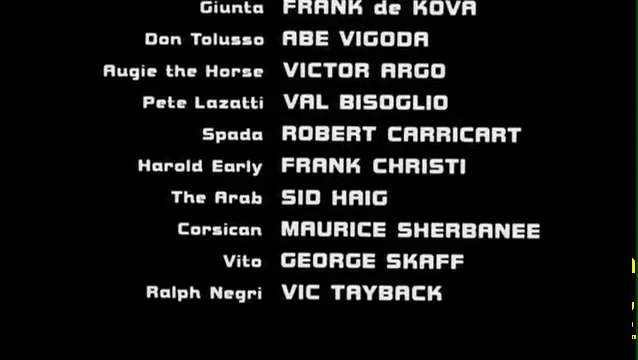 Giunta FRANK de KOVA
Don Tolusso ABE VIGODA
Augie the Horse VICTOR ARGO
Pete Lazatti VAL BISOGLIO
Spada ROBERT CARRICART
Harold Early FRANK CHRISTI
The Arab SID HAIG
Corsican MAURICE SHERBANEE
Vito GEORGE SKAFF
Ralph Negri VIC TAYBACK